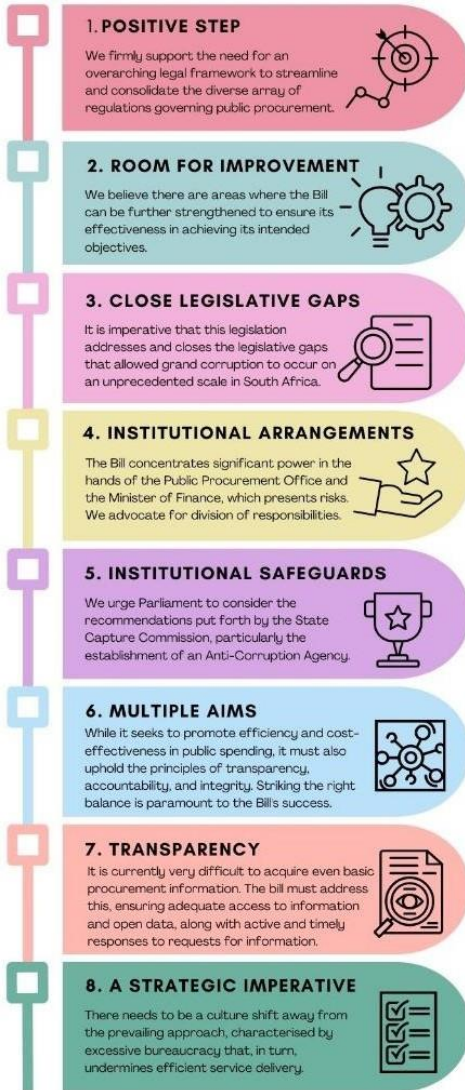 1. POSITIVE STEP
We firmly support the need for an
overarching legal framework to streamline
and consolidate the diverse array of
regulations governing public procurement.
2. ROOM FOR IMPROVEMENT
We believe there are areas where the Bill
can be further strengthened to ensure its
effectiveness in achieving its intended
objectives.
3. CLOSE LEGISLATIVE GAPS
It is imperative that this legislation
addresses and closes the legislative gaps
that allowed grand corruption to occur on
an unprecedented scale in South Africa.
4. INSTITUTIONAL ARRANGEMENTS
The Bill concentrates significant power in the
hands of the Public Procurement Office and
the Minister of Finance, which presents risks.
We advocate for division of responsibilities.
5. INSTITUTIONAL SAFEGUARDS
We urge Parliament to consider the
recommendations put forth by the State
Capture Commission, particularly the
establishment of an Anti-Corruption Agency.
6. MULTIPLE AIMS
While it seeks to promote efficiency and cost-
effectiveness in public spending, it must also
uphold the principles of transparency,
accountability, and integrity. Striking the right
balance is paramount to the Bill's success.
7. TRANSPARENCY
It is currently very difficult to acquire even basic
procurement information. The bill must address
this, ensuring adequate access to information
and open data, along with active and timely
responses to requests for information.
8. A STRATEGIC IMPERATIVE
There needs to be a culture shift away from
the prevailing approach, characterised by
excessive bureaucracy that, in turn,
undermines efficient service delivery.